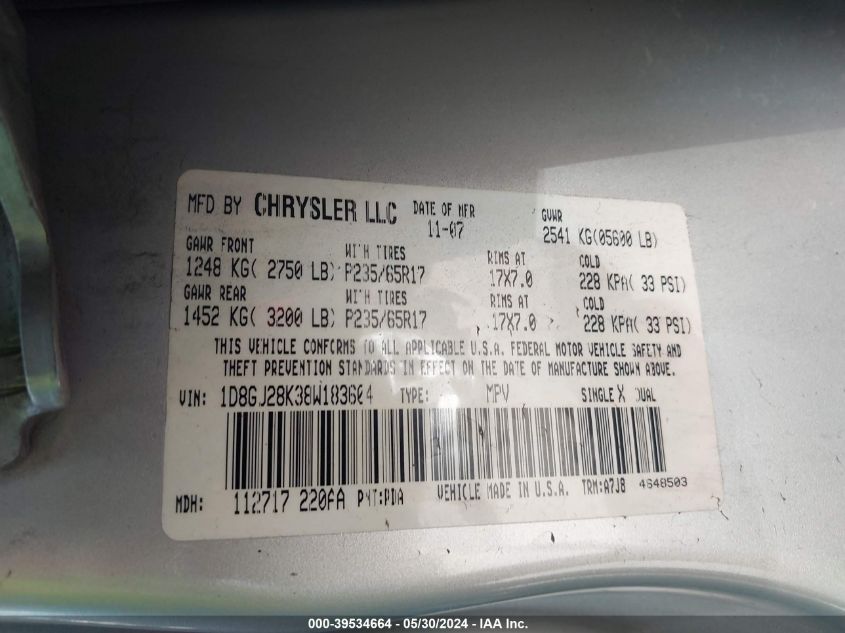 MFD BY CHRYSLER LLC DATE OF MFR GVWR
11-07 2541 KG(05600 LB)
GAWR FRONT WITH TIRES RIMS AT COLD
1248 KG( 2750 LB) P235/65R17 17X7.0 228 KPA( 33 PSI)
GAWR REAR WITH TIRES RIMS AT COLD
1452 KG( 3200 LB) P235/65R17 17X7.0 228 KPA( 33 PSI)
THIS VEHICLE CONFORMS TO ALL APPLICABLE U.S.A. FEDERAL MOTOR VEHICLE SAFETY AND
THEFT PREVENTION STANDARDS IN EFFECT ON THE DATE OF MANUFACTURE SHOWN ABOVE.
VIN: 1D8GJ28K38W183604 TYPE: MPV SINGLE X DUAL
MDH: 112717 220AA PNT:PDA VEHICLE MADE IN U.S.A. TRM:A7J8 4648503
000-39534664 - 05/30/2024 - IAA Inc.